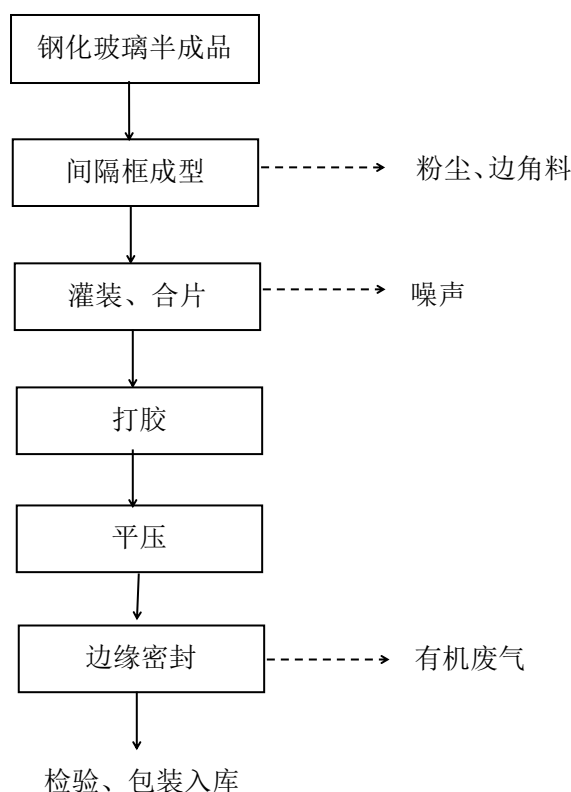 钢化玻璃半成品
间隔框成型
粉尘、边角料
灌装、合片
噪声
打胶
平压
边缘密封
有机废气
检验、包装入库